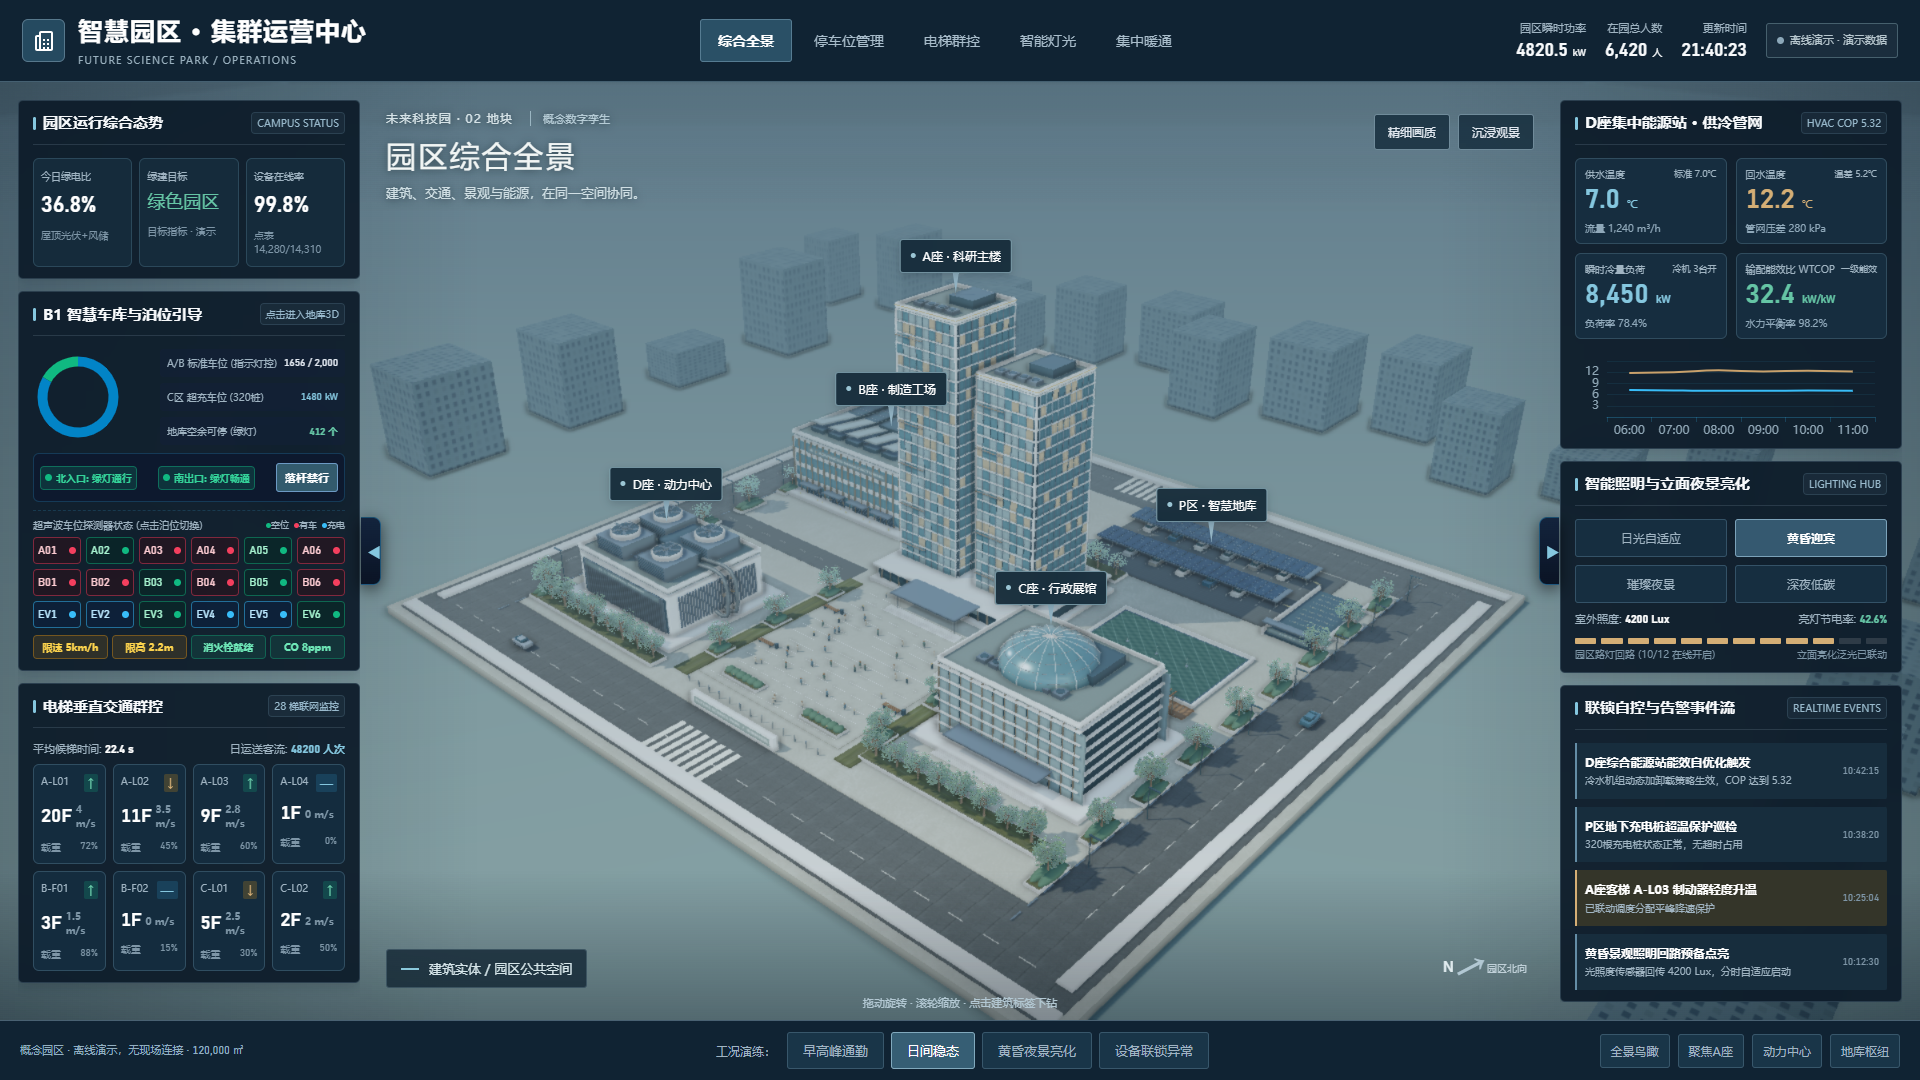 智慧园区 • 集群运营中心
FUTURE SCIENCE PARK / OPERATIONS
综合全景
停车位管理
电梯群控
智能灯光
集中暖通
园区瞬时功率
4820.5 kW
在园总人数
6,420 人
更新时间
21:40:23
离线演示 · 演示数据
园区运行综合态势
CAMPUS STATUS
今日绿电比
36.8%
屋顶光伏+风储
绿建目标
绿色园区
目标指标 · 演示
设备在线率
99.8%
点表
14,280/14,310
B1 智慧车库与泊位引导
点击进入地库3D
A/B 标准车位 (指示灯控) 1656 / 2,000
C区 超充车位 (320桩) 1480 kW
地库空余可停 (绿灯) 412 个
北入口: 绿灯通行
南出口: 绿灯畅通
落杆禁行
超声波车位探测器状态 (点击泊位切换)
空位 有车 充电
A01 A02 A03 A04 A05 A06
B01 B02 B03 B04 B05 B06
EV1 EV2 EV3 EV4 EV5 EV6
限速 5km/h
限高 2.2m
消火栓就绪
CO 8ppm
电梯垂直交通群控
28 梯联网监控
平均候梯时间: 22.4 s
日运送客流: 48200 人次
A-L01 ↑
20F 4 m/s
载重 72%
A-L02 ↓
11F 3.5 m/s
载重 45%
A-L03 ↑
9F 2.8 m/s
载重 60%
A-L04 —
1F 0 m/s
载重 0%
B-F01 ↑
3F 1.5 m/s
载重 88%
B-F02 —
1F 0 m/s
载重 15%
C-L01 ↓
5F 2.5 m/s
载重 30%
C-L02 ↑
2F 2 m/s
载重 50%
未来科技园 · 02 地块
概念数字孪生
园区综合全景
建筑、交通、景观与能源，在同一空间协同。
精细画质
沉浸观景
A座 · 科研主楼
B座 · 制造工场
D座 · 动力中心
P区 · 智慧地库
C座 · 行政展馆
建筑实体 / 园区公共空间
N
园区北向
拖动旋转 · 滚轮缩放 · 点击建筑标签下钻
D座集中能源站 • 供冷管网
HVAC COP 5.32
供水温度 标准 7.0℃
7.0 ℃
流量 1,240 m³/h
回水温度 温差 5.2℃
12.2 ℃
管网压差 280 kPa
瞬时冷量负荷 冷机 3台开
8,450 kW
负荷率 78.4%
输配能效比 WTCOP 一级能效
32.4 kW/kW
水力平衡率 98.2%
12
9
6
3
06:00 07:00 08:00 09:00 10:00 11:00
智能照明与立面夜景亮化
LIGHTING HUB
日光自适应
黄昏迎宾
璀璨夜景
深夜低碳
室外照度: 4200 Lux
亮灯节电率: 42.6%
园区路灯回路 (10/12 在线开启)
立面亮化泛光已联动
联锁自控与告警事件流
REALTIME EVENTS
D座综合能源站能效自优化触发
冷水机组动态加卸载策略生效，COP 达到 5.32
10:42:15
P区地下充电桩超温保护巡检
320根充电桩状态正常，无超时占用
10:38:20
A座客梯 A-L03 制动器轻度升温
已联动调度分配平峰降速保护
10:25:04
黄昏景观照明回路预备点亮
光照度传感器回传 4200 Lux，分时自适应启动
10:12:30
概念园区 · 离线演示，无现场连接 · 120,000 ㎡
工况演练:
早高峰通勤
日间稳态
黄昏夜景亮化
设备联锁异常
全景鸟瞰
聚焦A座
动力中心
地库枢纽